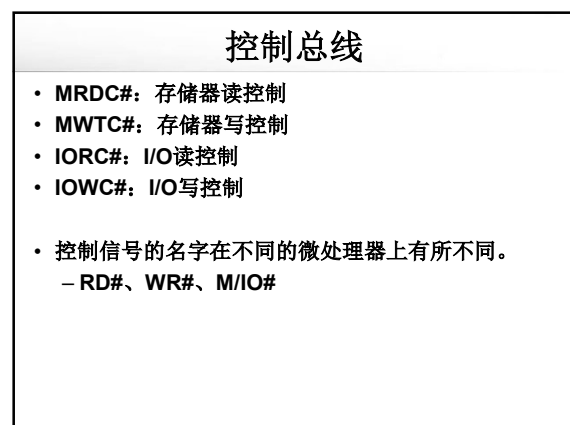 控制总线
• MRDC#：存储器读控制
• MWTC#：存储器写控制
• IORC#：I/O读控制
• IOWC#：I/O写控制
• 控制信号的名字在不同的微处理器上有所不同。
– RD#、WR#、M/IO#